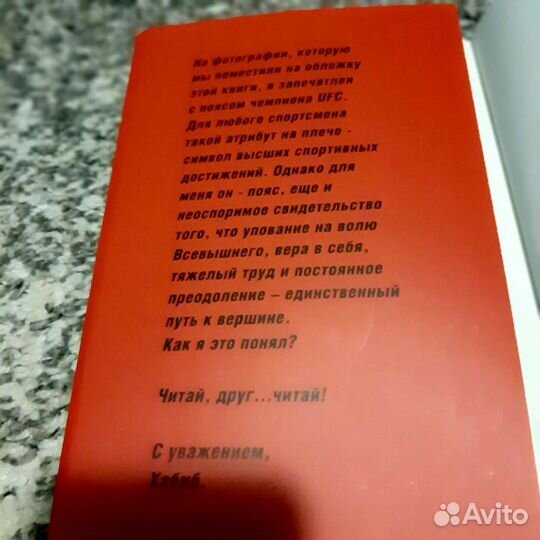 На фотографии, которую
мы поместили на обложку
этой книги, я запечатлен
с поясом чемпиона UFC.
Для любого спортсмена
такой атрибут на плече -
символ высших спортивных
достижений. Однако для
меня он - пояс, еще и
неоспоримое свидетельство
того, что упование на волю
Всевышнего, вера в себя,
тяжелый труд и постоянное
преодоление – единственный
путь к вершине.
Как я это понял?
Читай, друг...читай!
С уважением,
Хабиб.
Avito